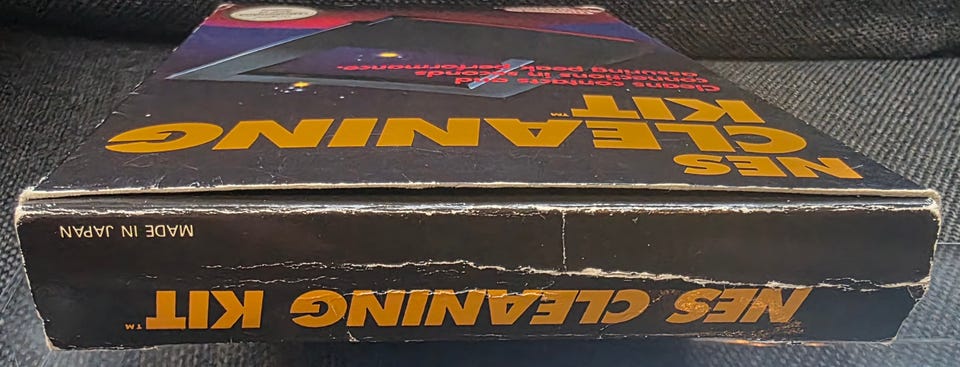 NES CLEANING KIT™
MADE IN JAPAN
NES
CLEANING
KIT™
Cleans contacts and
connections in seconds
assuring peak performance.